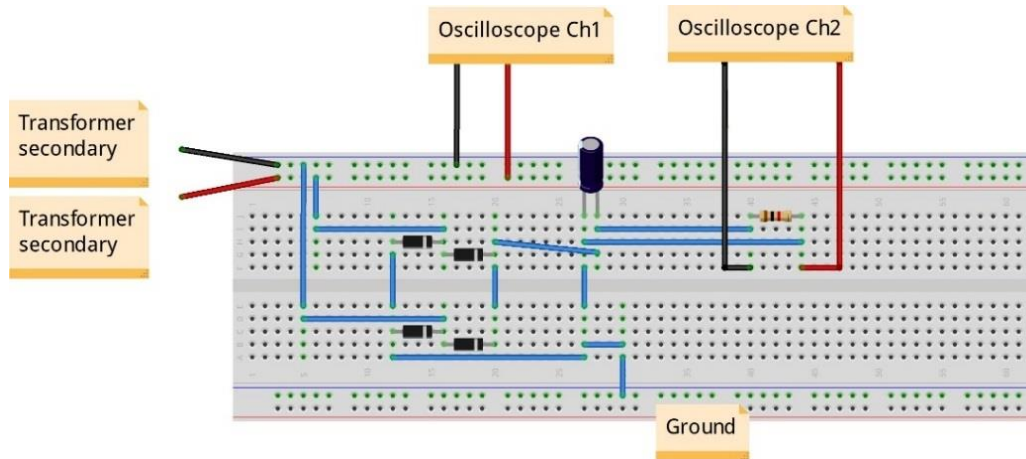 Oscilloscope Ch1
Oscilloscope Ch2
Transformer
secondary
Transformer
secondary
Ground